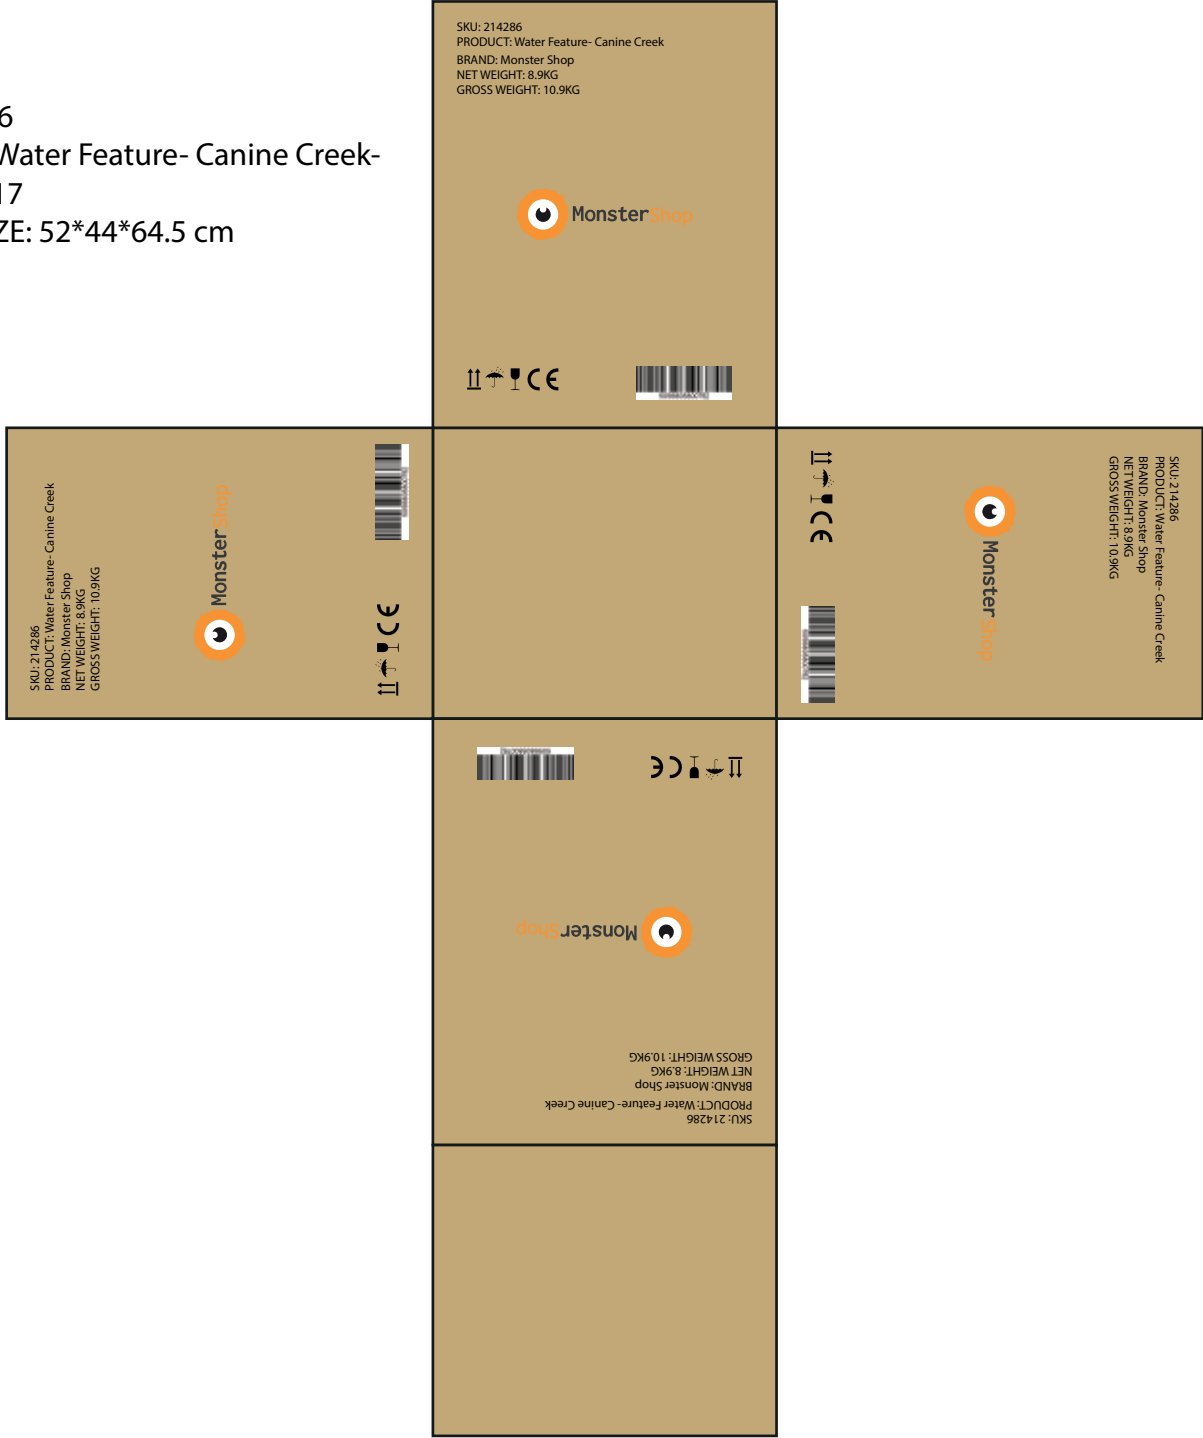 6
Water Feature- Canine Creek-
17
ZE: 52*44*64.5 cm
SKU: 214286
PRODUCT: Water Feature- Canine Creek
BRAND: Monster Shop
NET WEIGHT: 8.9KG
GROSS WEIGHT: 10.9KG
MonsterShop
CE
SKU: 214286
PRODUCT: Water Feature- Canine Creek
BRAND: Monster Shop
NET WEIGHT: 8.9KG
GROSS WEIGHT: 10.9KG
MonsterShop
CE
SKU: 214286
PRODUCT: Water Feature- Canine Creek
BRAND: Monster Shop
NET WEIGHT: 8.9KG
GROSS WEIGHT: 10.9KG
MonsterShop
CE
SKU: 214286
PRODUCT: Water Feature- Canine Creek
BRAND: Monster Shop
NET WEIGHT: 8.9KG
GROSS WEIGHT: 10.9KG
MonsterShop
CE